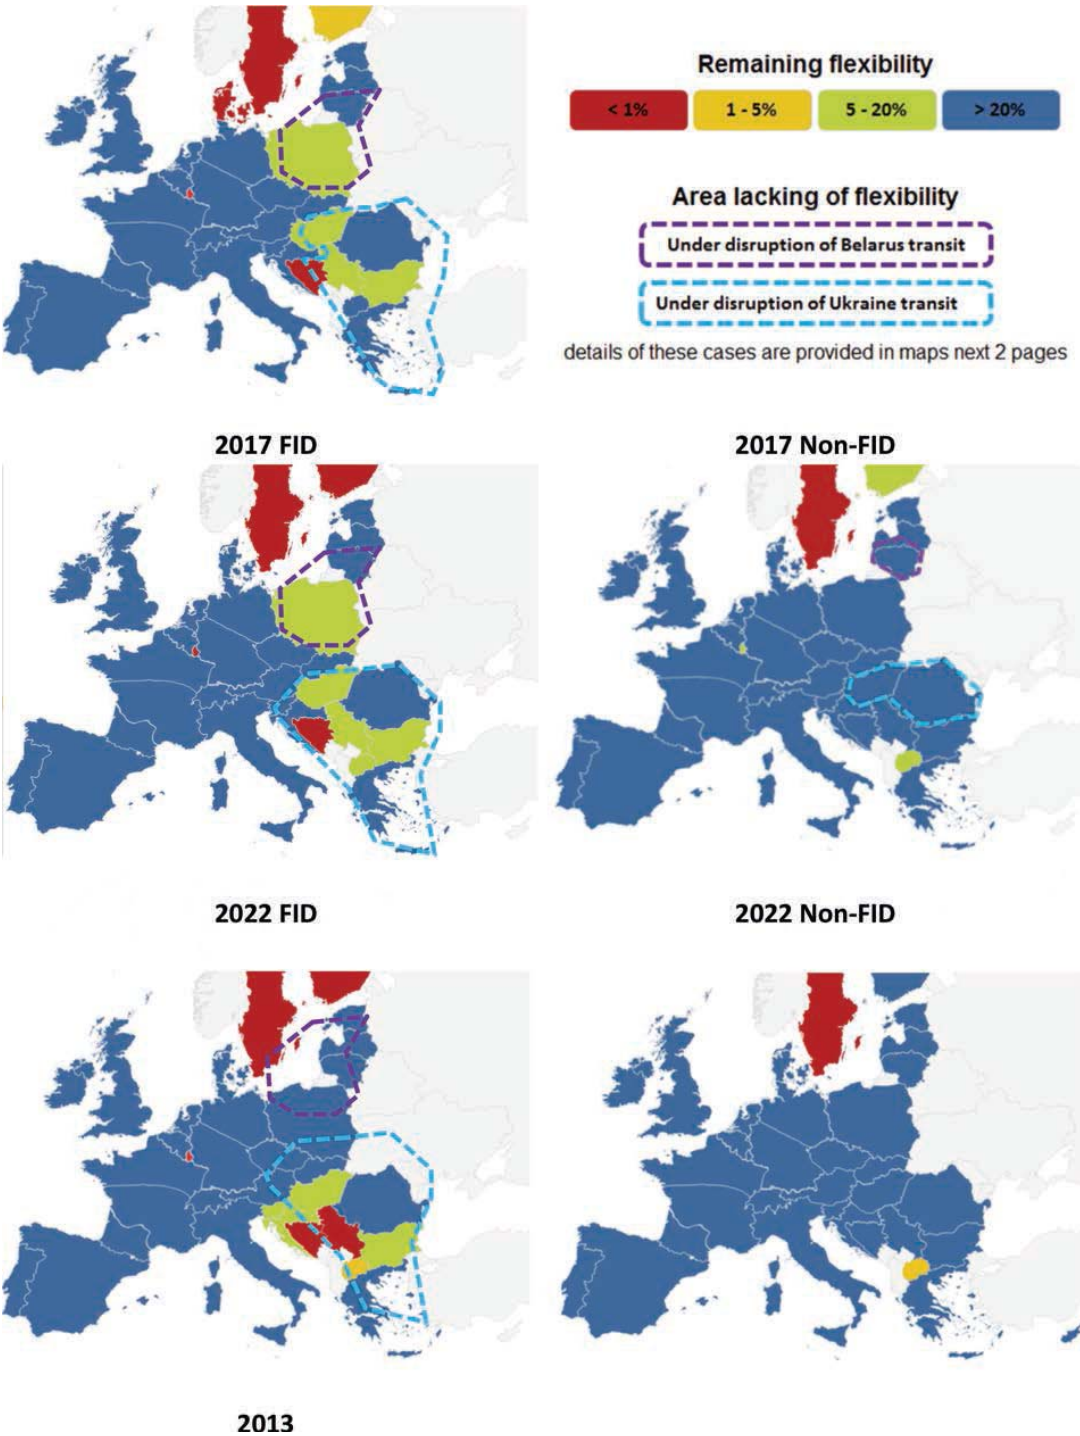 Remaining flexibility
< 1%
1 - 5%
5 - 20%
> 20%
Area lacking of flexibility
Under disruption of Belarus transit
Under disruption of Ukraine transit
details of these cases are provided in maps next 2 pages
2017 FID
2017 Non-FID
2022 FID
2022 Non-FID
2013